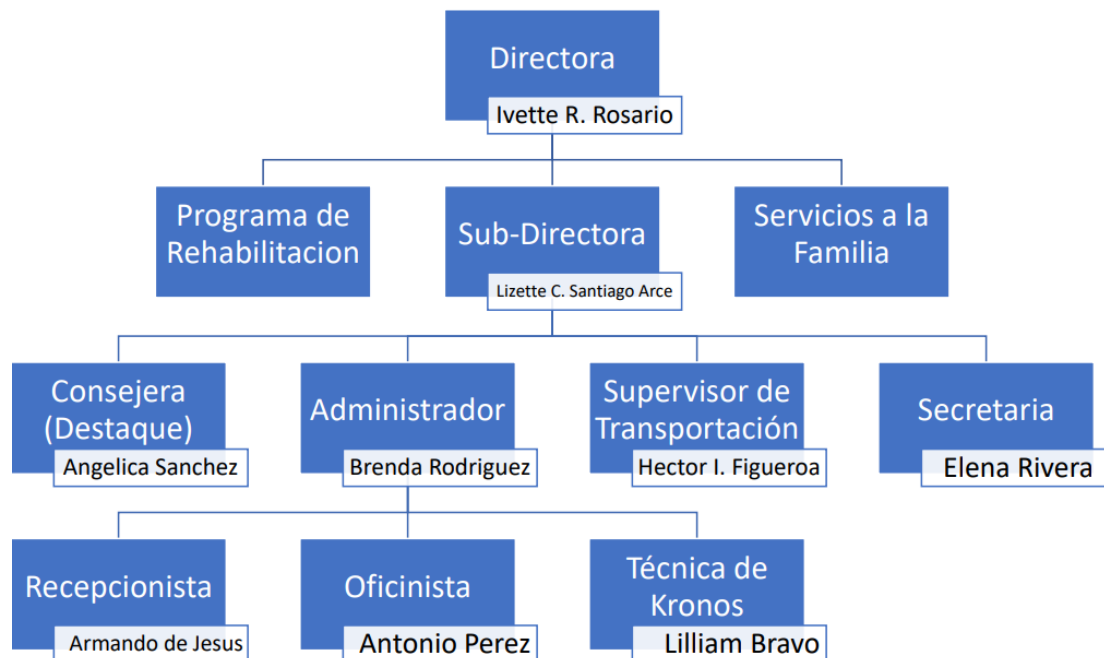 Directora
Ivette R. Rosario
Programa de
Rehabilitacion
Sub-Directora
Lizette C. Santiago Arce
Servicios a la
Familia
Consejera
(Destaque)
Angelica Sanchez
Administrador
Brenda Rodriguez
Supervisor de
Transportación
Hector I. Figueroa
Secretaria
Elena Rivera
Recepcionista
Armando de Jesus
Oficinista
Antonio Perez
Técnica de
Kronos
Lilliam Bravo